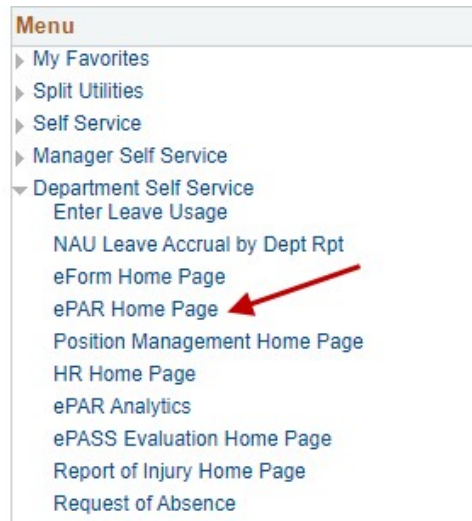 Menu
My Favorites
Split Utilities
Self Service
Manager Self Service
Department Self Service
Enter Leave Usage
NAU Leave Accrual by Dept Rpt
eForm Home Page
ePAR Home Page
Position Management Home Page
HR Home Page
ePAR Analytics
ePASS Evaluation Home Page
Report of Injury Home Page
Request of Absence